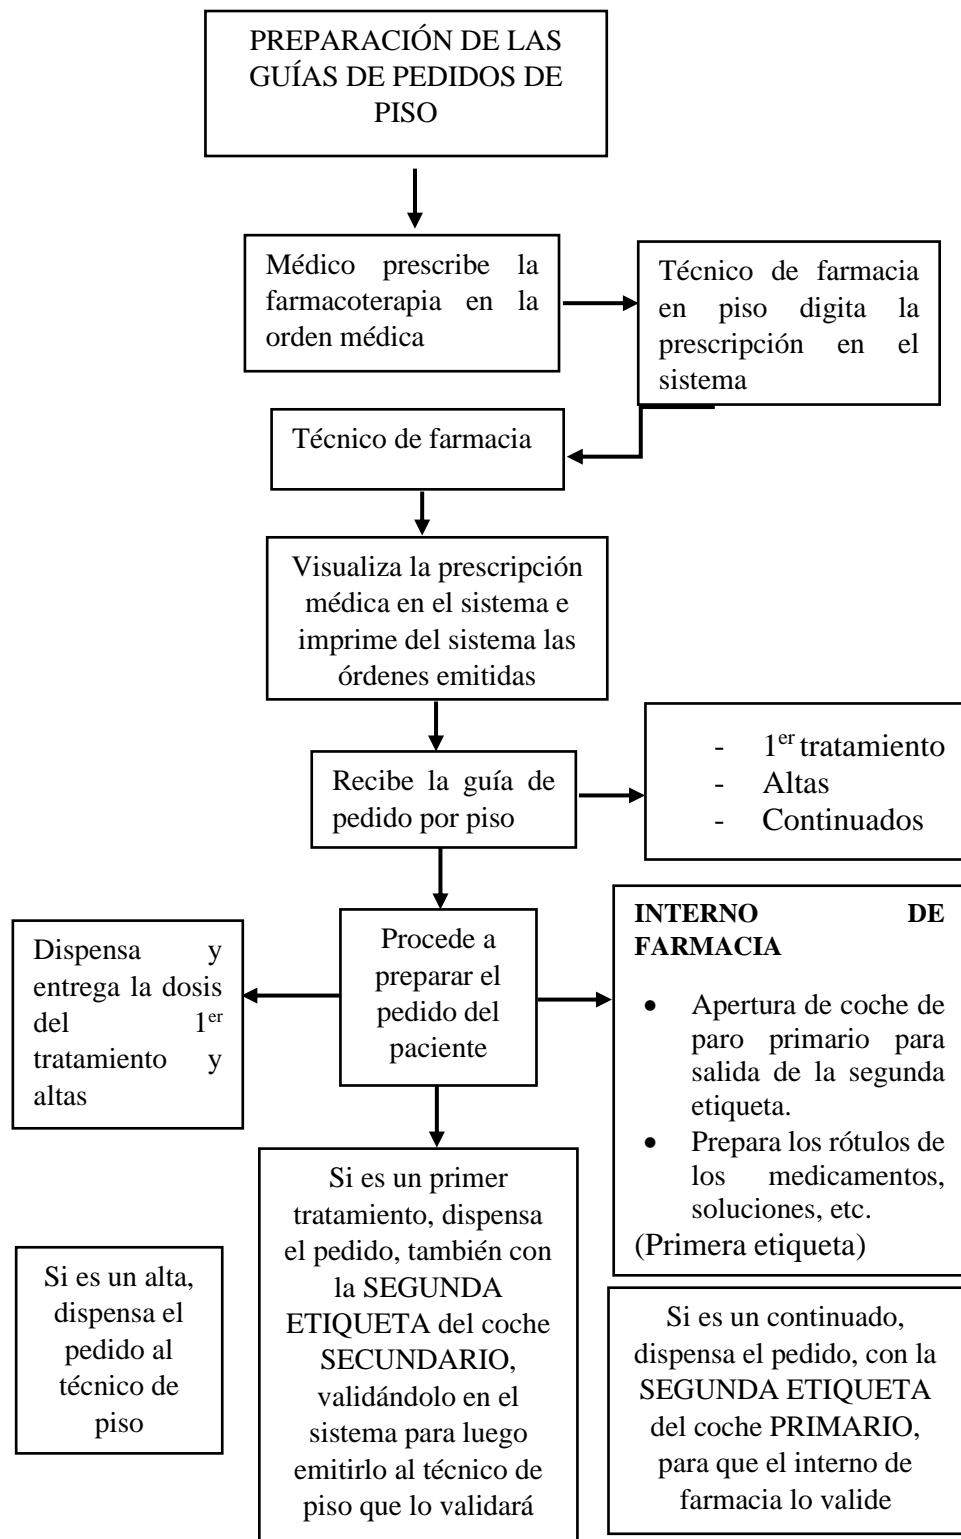 PREPARACIÓN DE LAS
GUÍAS DE PEDIDOS DE
PISO
Médico prescribe la
farmacoterapia en la
orden médica
Técnico de farmacia
en piso digita la
prescripción en el
sistema
Técnico de farmacia
Visualiza la prescripción
médica en el sistema e
imprime del sistema las
órdenes emitidas
Recibe la guía de
pedido por piso
- 1er tratamiento
- Altas
- Continuados
Dispensa y
entrega la dosis
del 1er
tratamiento y
altas
Procede a
preparar el
pedido del
paciente
INTERNO DE
FARMACIA
• Apertura de coche de
paro primario para
salida de la segunda
etiqueta.
• Prepara los rótulos de
los medicamentos,
soluciones, etc.
(Primera etiqueta)
Si es un alta,
dispensa el
pedido al
técnico de
piso
Si es un primer
tratamiento, dispensa
el pedido, también con
la SEGUNDA
ETIQUETA del coche
SECUNDARIO,
validándolo en el
sistema para luego
emitirlo al técnico de
piso que lo validará
Si es un continuado,
dispensa el pedido, con la
SEGUNDA ETIQUETA
del coche PRIMARIO,
para que el interno de
farmacia lo valide